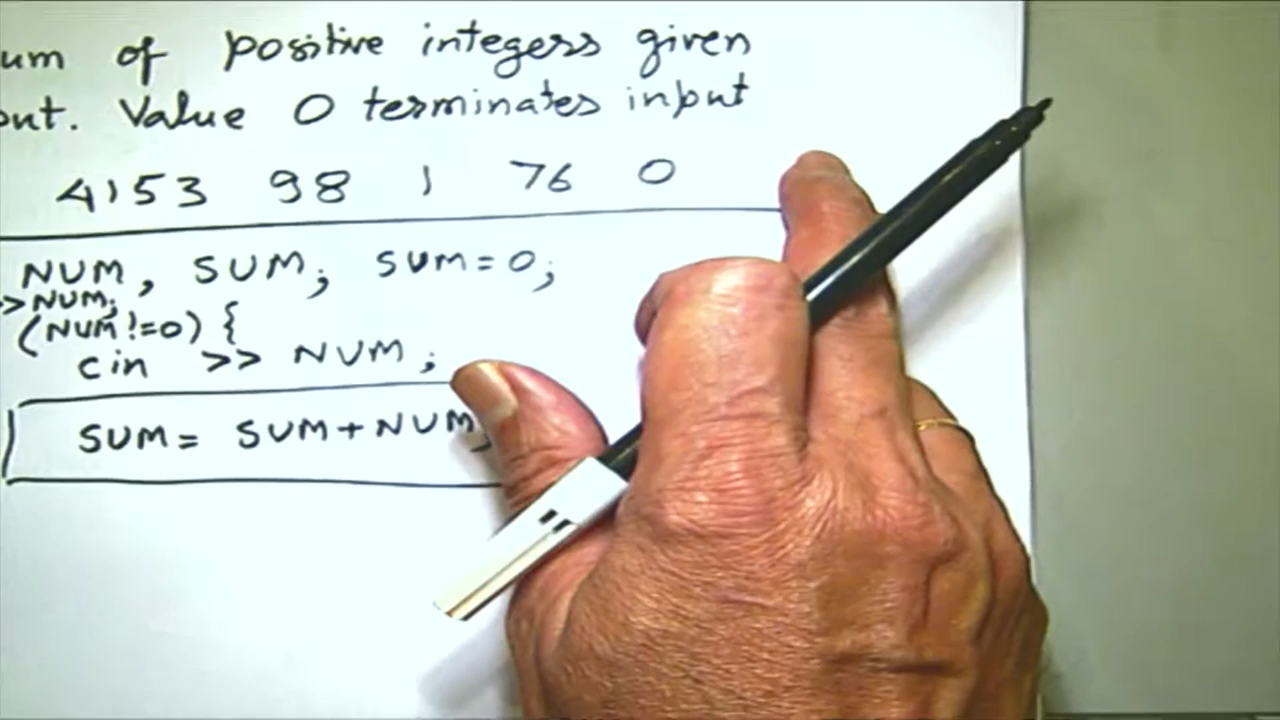 um of positive integers given
put. Value 0 terminates input
4153 98 1 76 0
NUM, SUM; SUM=0;
>NUM;
(NUM!=0) {
cin >> NUM;
SUM= SUM+NUM;